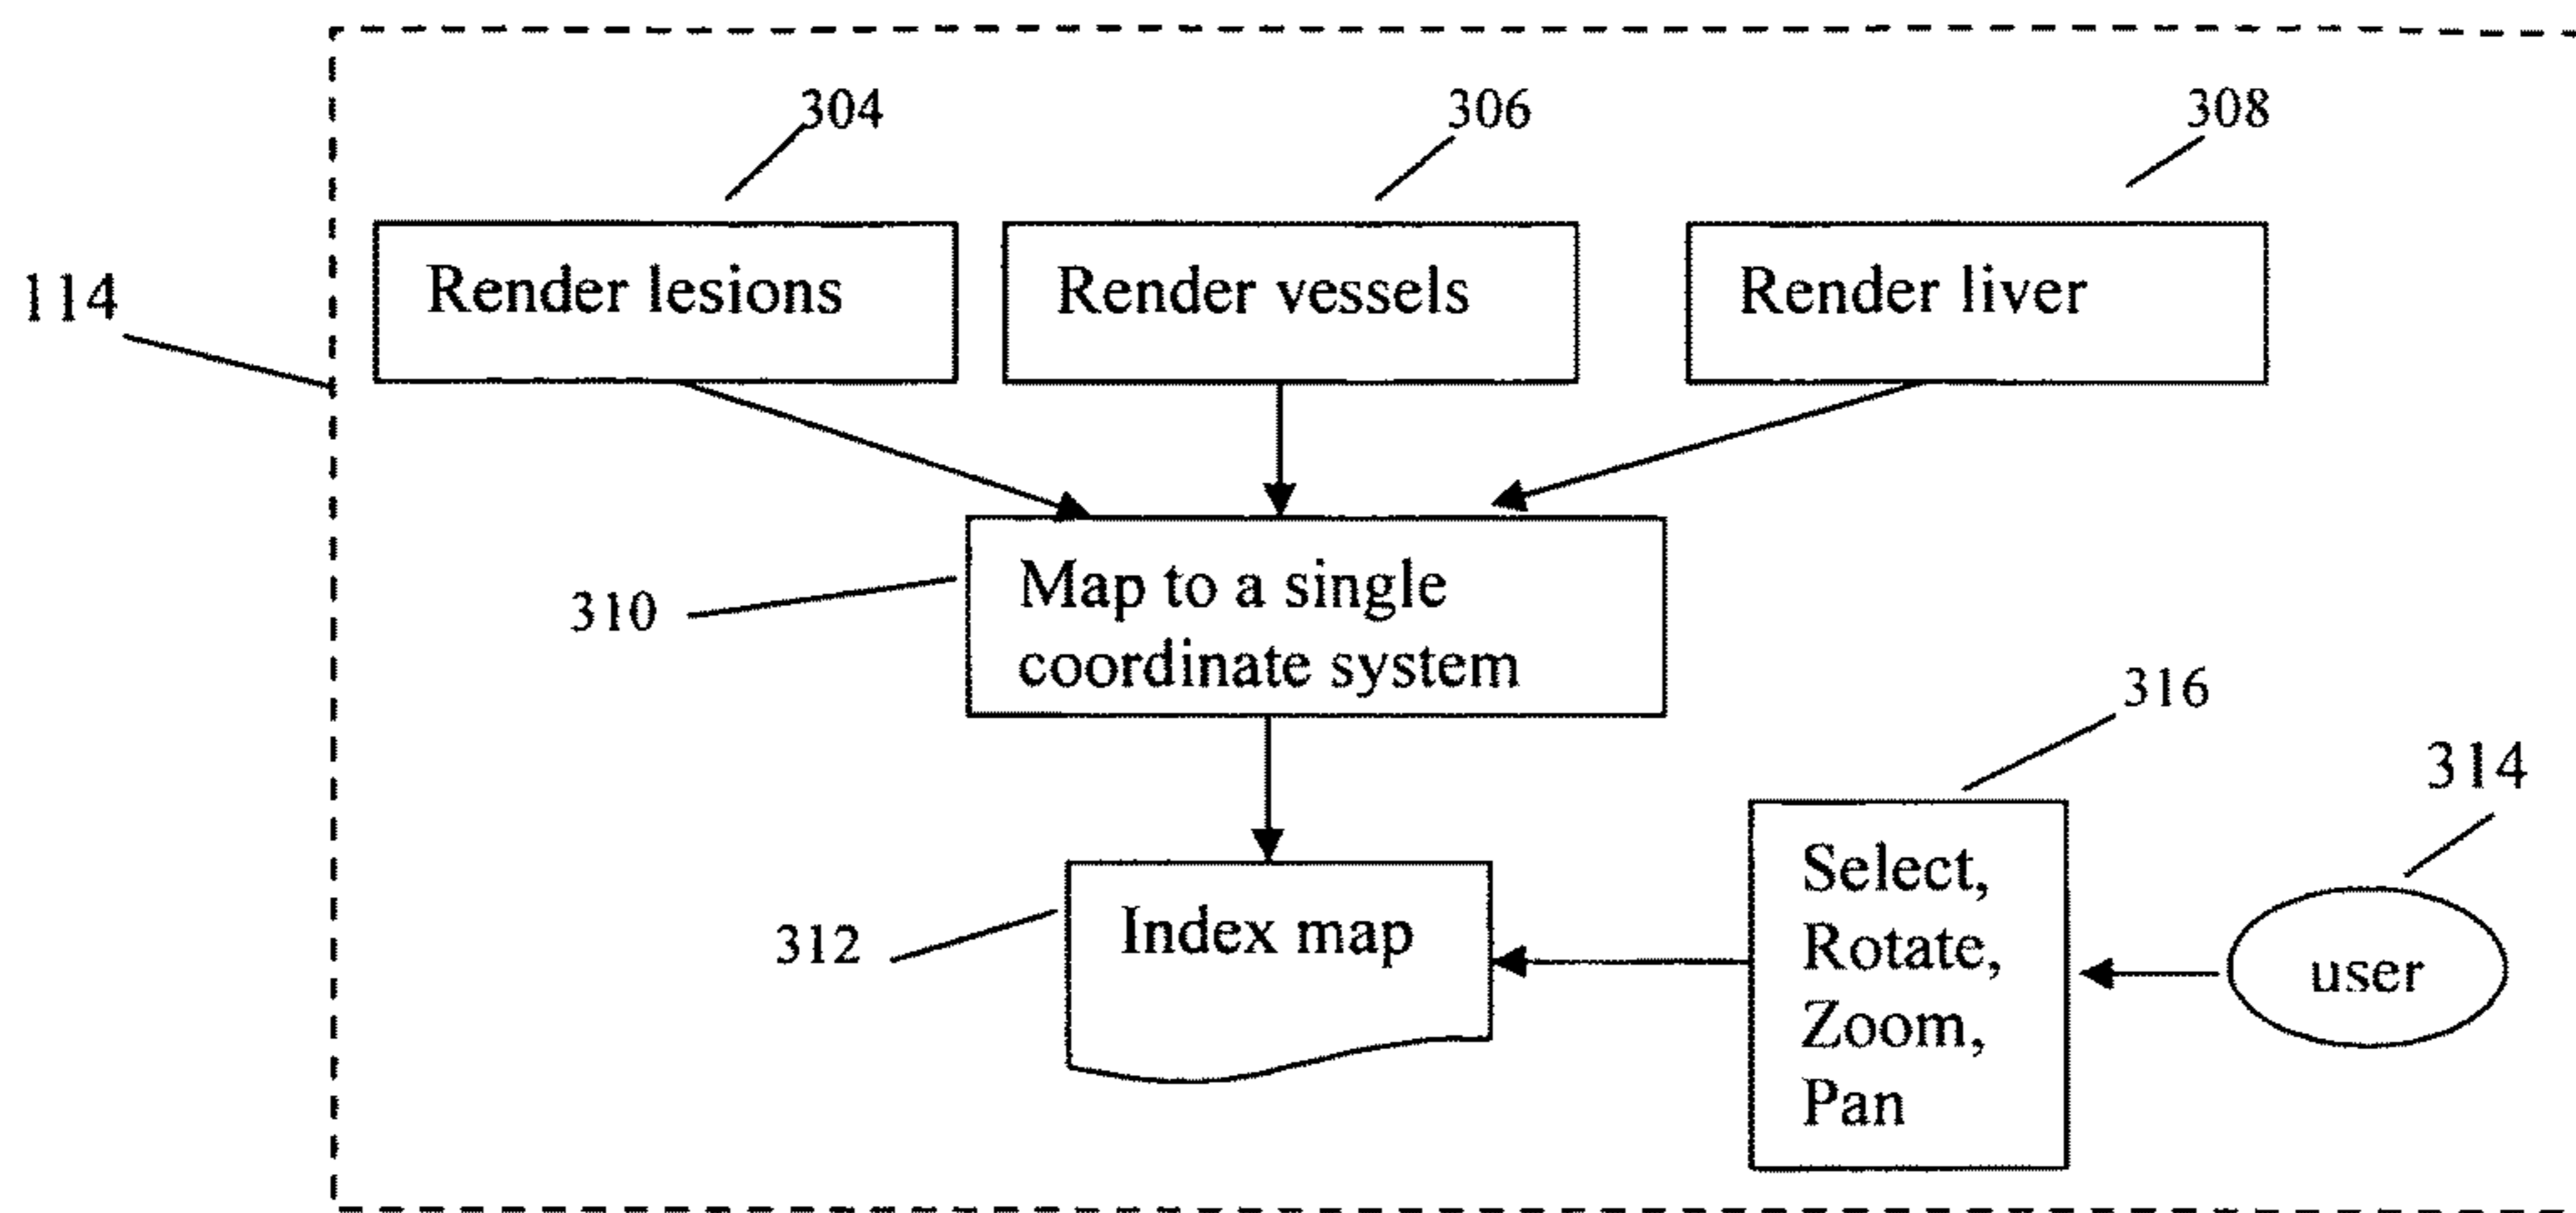 304
306
308
Render lesions
Render vessels
Render liver
114
310
Map to a single
coordinate system
316
314
312
Index map
Select,
Rotate,
Zoom,
Pan
user